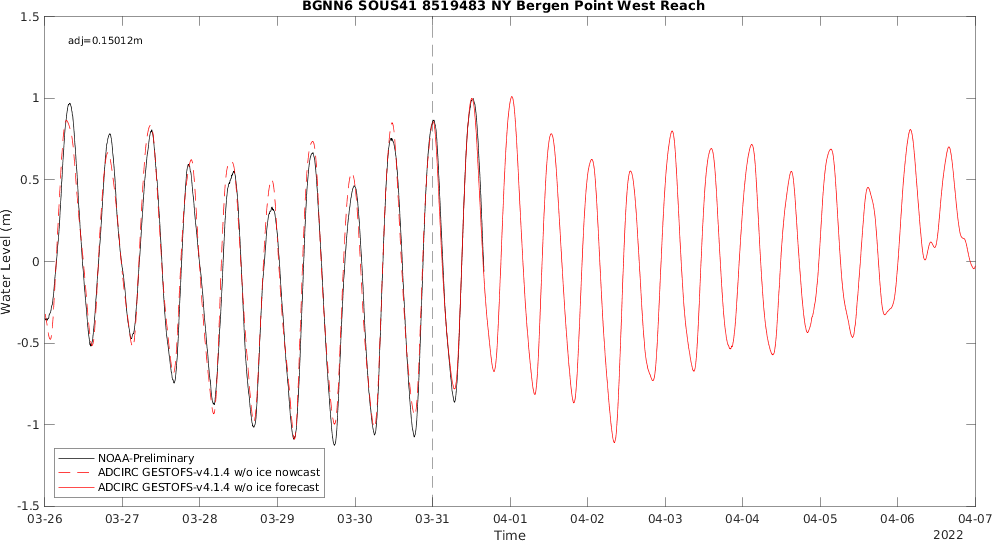 BGNN6 SOUS41 8519483 NY Bergen Point West Reach
adj=0.15012m
1.5
1
0.5
0
-0.5
-1
-1.5
Water Level (m)
NOAA-Preliminary
ADCIRC GESTOFS-v4.1.4 w/o ice nowcast
ADCIRC GESTOFS-v4.1.4 w/o ice forecast
03-26 03-27 03-28 03-29 03-30 03-31 04-01 04-02 04-03 04-04 04-05 04-06 04-07
Time
2022